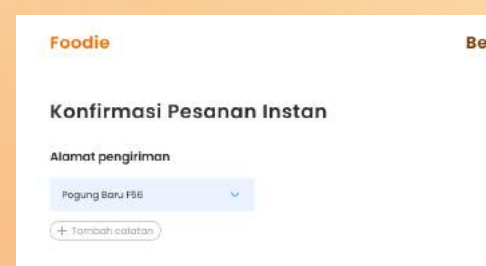 Foodie
Be
Konfirmasi Pesanan Instan
Alamat pengiriman
Pogung Baru F56
+ Tambah catatan